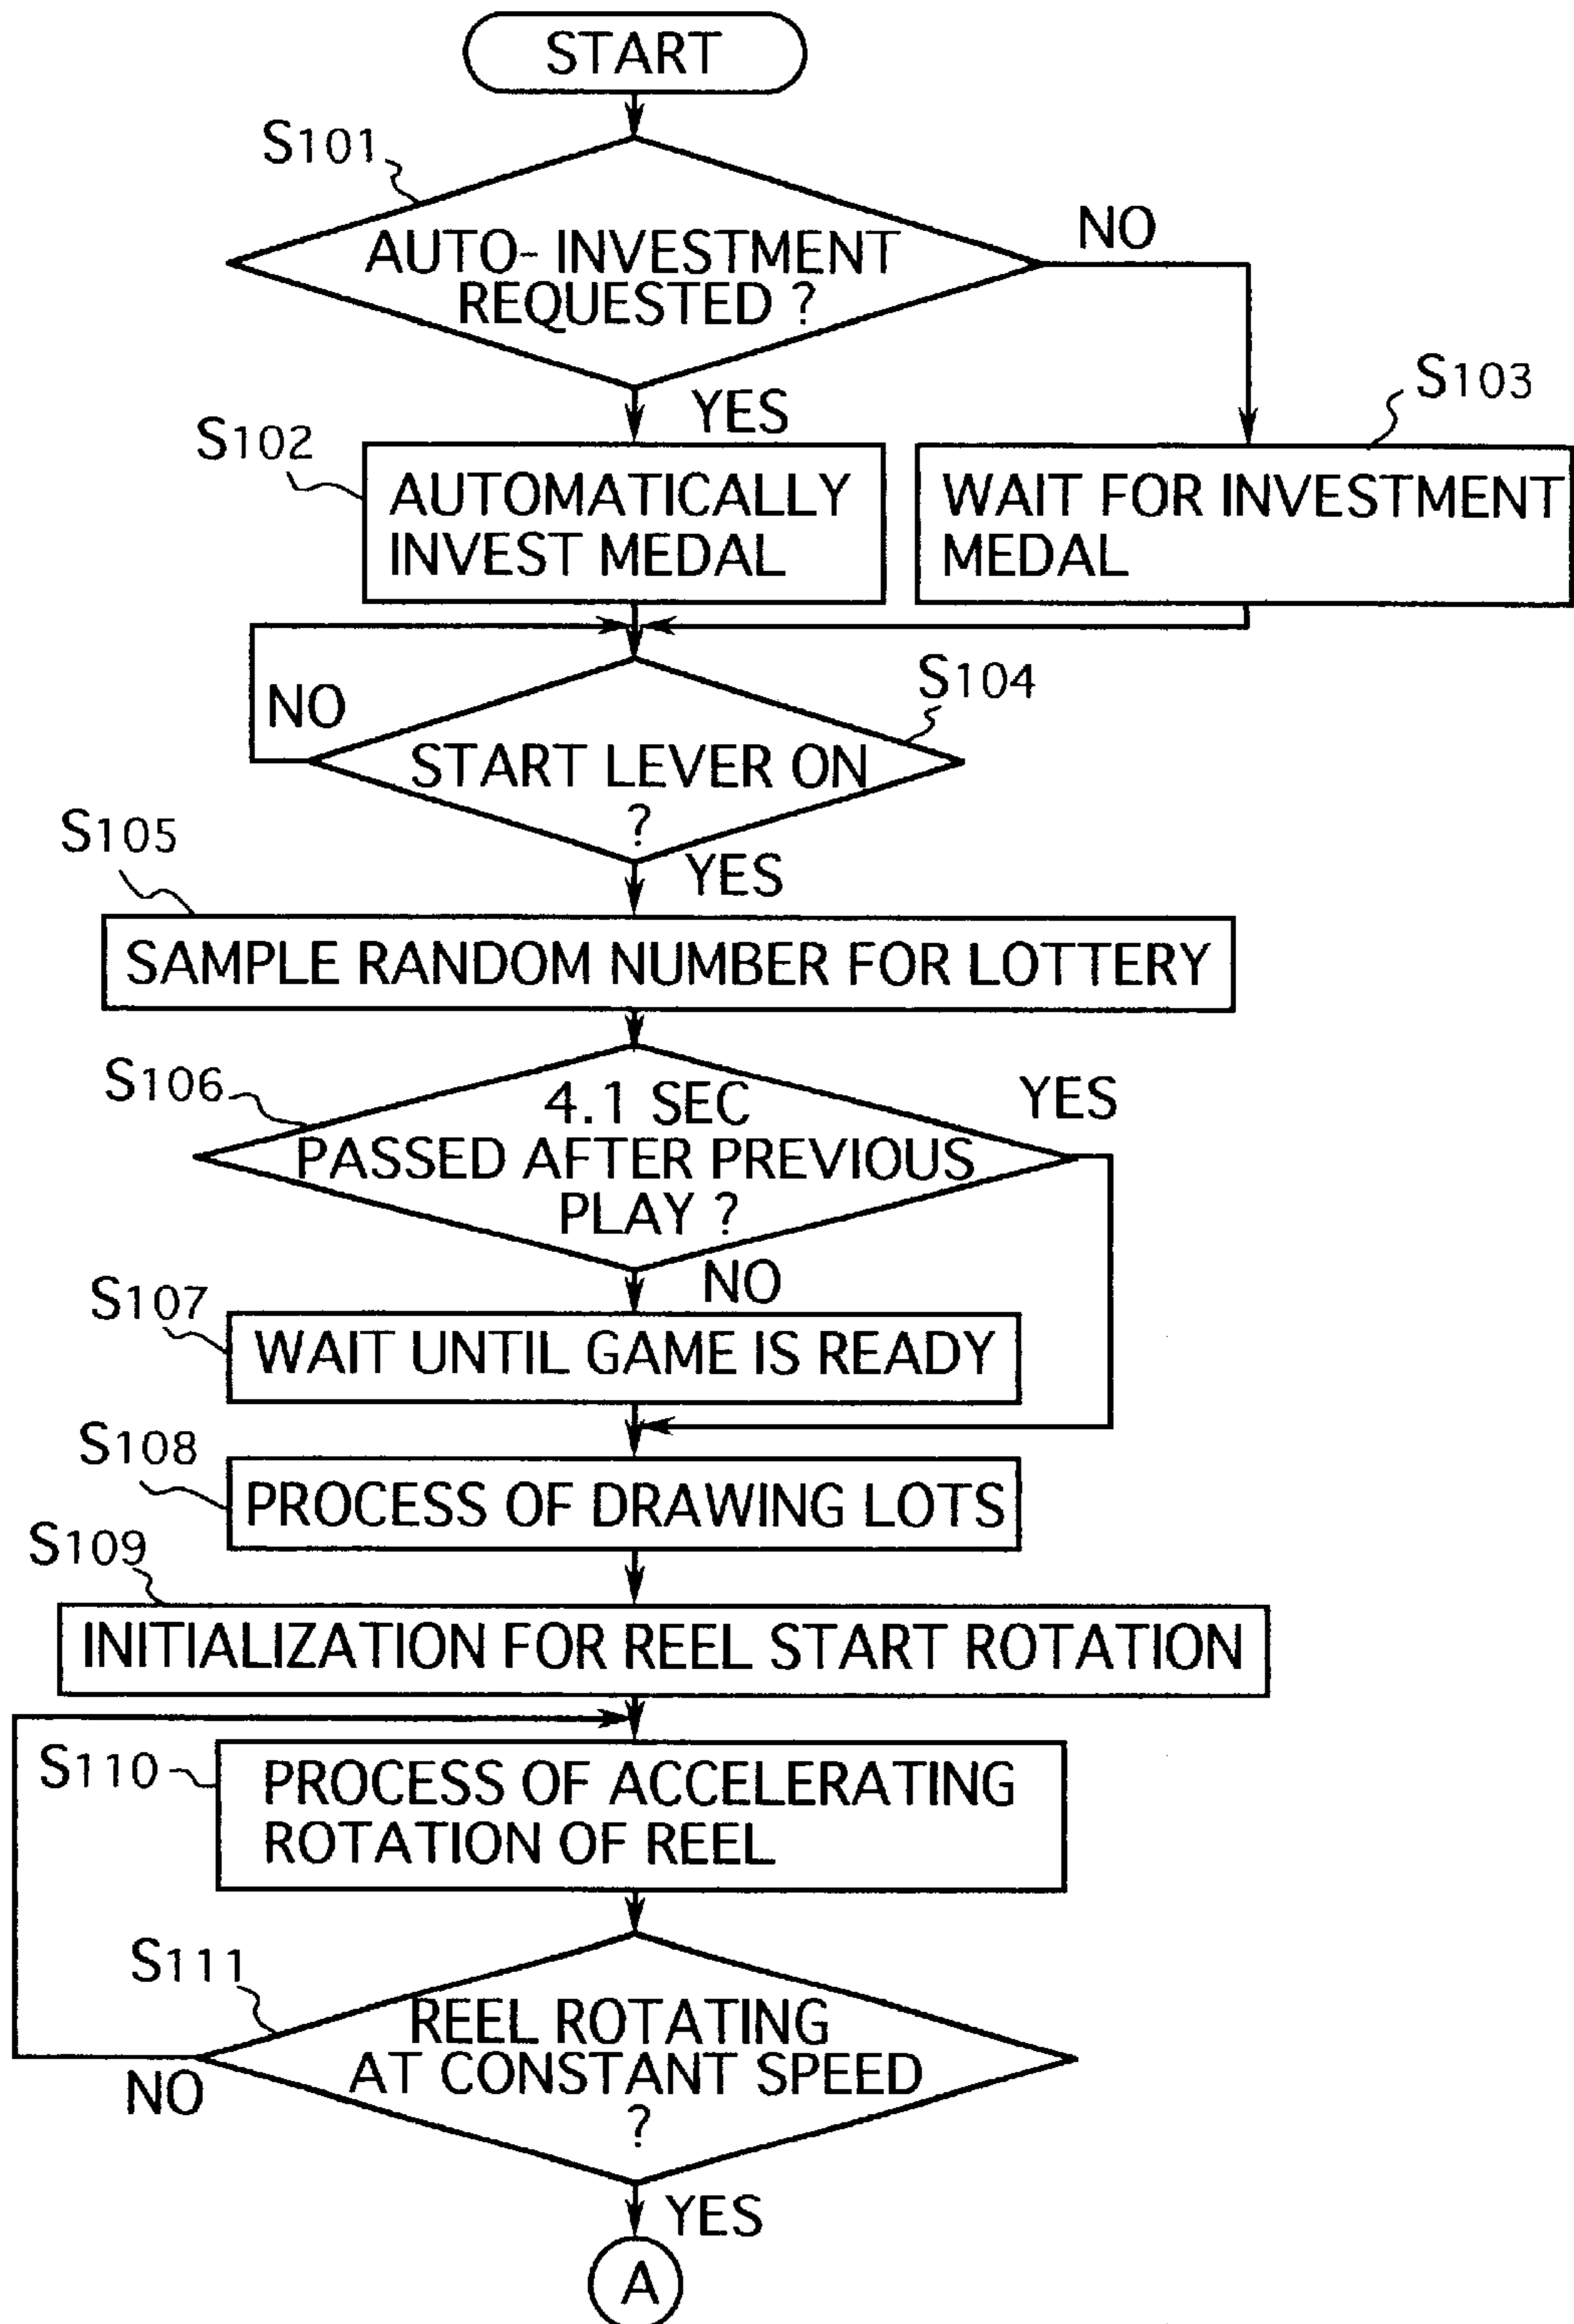 START
S101
AUTO- INVESTMENT
REQUESTED ?
NO
YES
S102
AUTOMATICALLY
INVEST MEDAL
S103
WAIT FOR INVESTMENT
MEDAL
NO
S104
START LEVER ON
?
YES
S105
SAMPLE RANDOM NUMBER FOR LOTTERY
S106
4.1 SEC
PASSED AFTER PREVIOUS
PLAY ?
YES
NO
S107
WAIT UNTIL GAME IS READY
S108
PROCESS OF DRAWING LOTS
S109
INITIALIZATION FOR REEL START ROTATION
S110
PROCESS OF ACCELERATING
ROTATION OF REEL
S111
REEL ROTATING
AT CONSTANT SPEED
?
NO
YES
A